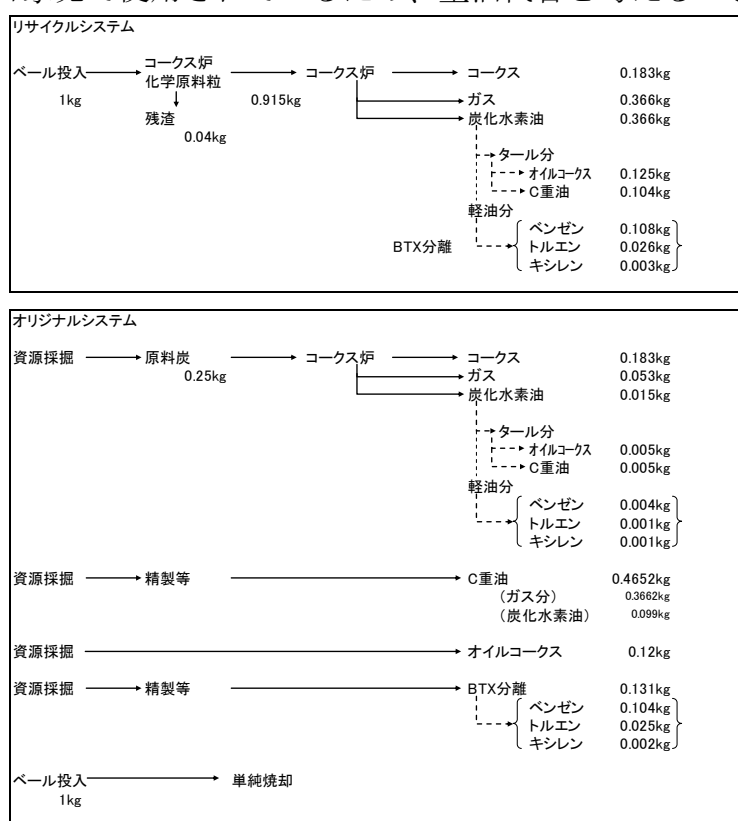 リサイクルシステム
ベール投入 コークス炉 コークス炉 コークス 0.183kg
化学原料粒
1kg 0.915kg ガス 0.366kg
残渣 炭化水素油 0.366kg
0.04kg
タール分
オイルコークス 0.125kg
C重油 0.104kg
軽油分
ベンゼン 0.108kg
BTX分離 トルエン 0.026kg
キシレン 0.003kg
オリジナルシステム
資源採掘 原料炭 コークス炉 コークス 0.183kg
0.25kg ガス 0.053kg
炭化水素油 0.015kg
タール分
オイルコークス 0.005kg
C重油 0.005kg
軽油分
ベンゼン 0.004kg
トルエン 0.001kg
キシレン 0.001kg
資源採掘 精製等 C重油 0.4652kg
(ガス分) 0.3662kg
(炭化水素油) 0.099kg
資源採掘 オイルコークス 0.12kg
資源採掘 精製等 BTX分離 0.131kg
ベンゼン 0.104kg
トルエン 0.025kg
キシレン 0.002kg
ベール投入 単純焼却
1kg